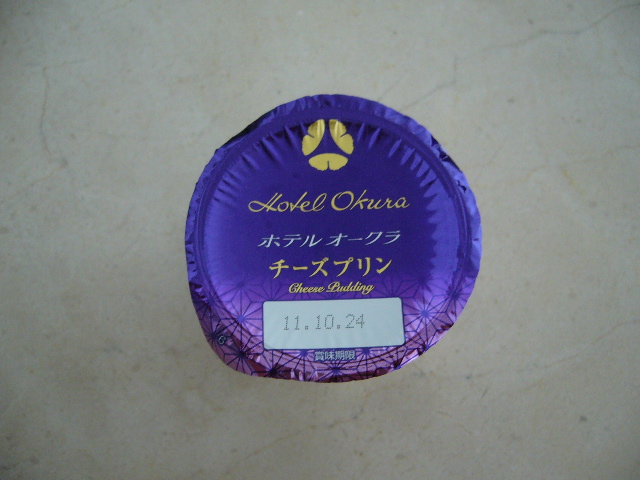 Hotel Okura
ホテル オークラ
チーズプリン
Cheese Pudding
11.10.24
賞味期限